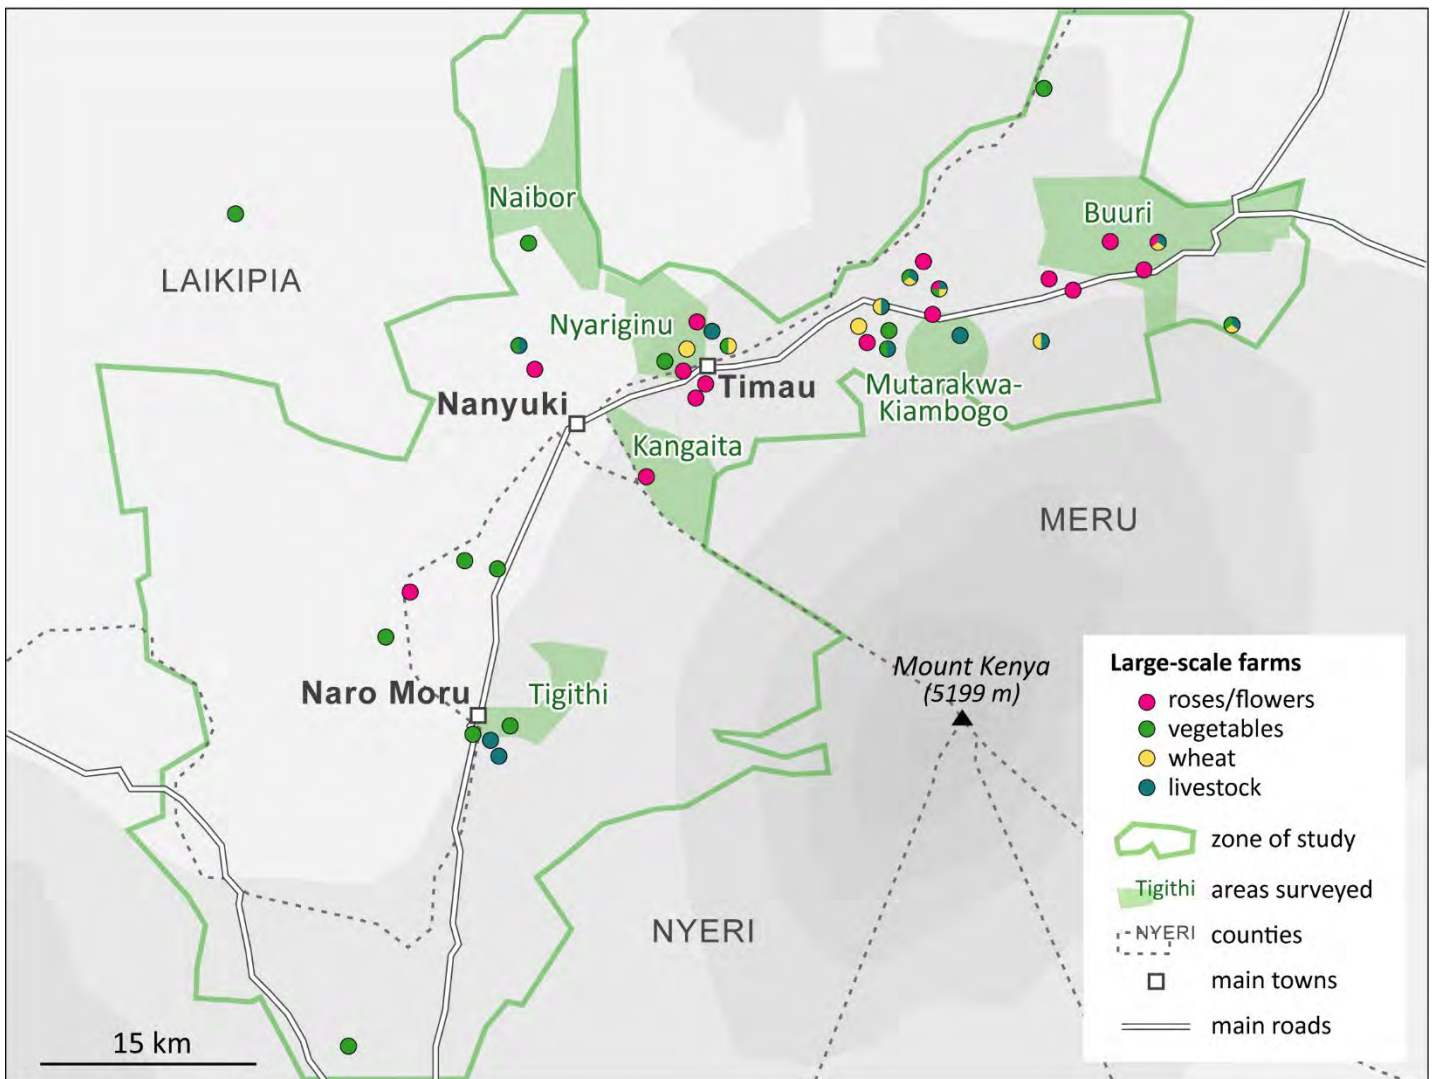 Naibor
Buuri
LAIKIPIA
Nyariginu
Timau
Mutarakwa-
Kiambogo
Nanyuki
Kangaita
MERU
Mount Kenya
(5199 m)
Naro Moru
Tigithi
NYERI
15 km
Large-scale farms
roses/flowers
vegetables
wheat
livestock
zone of study
Tigithi areas surveyed
NYERI counties
main towns
main roads